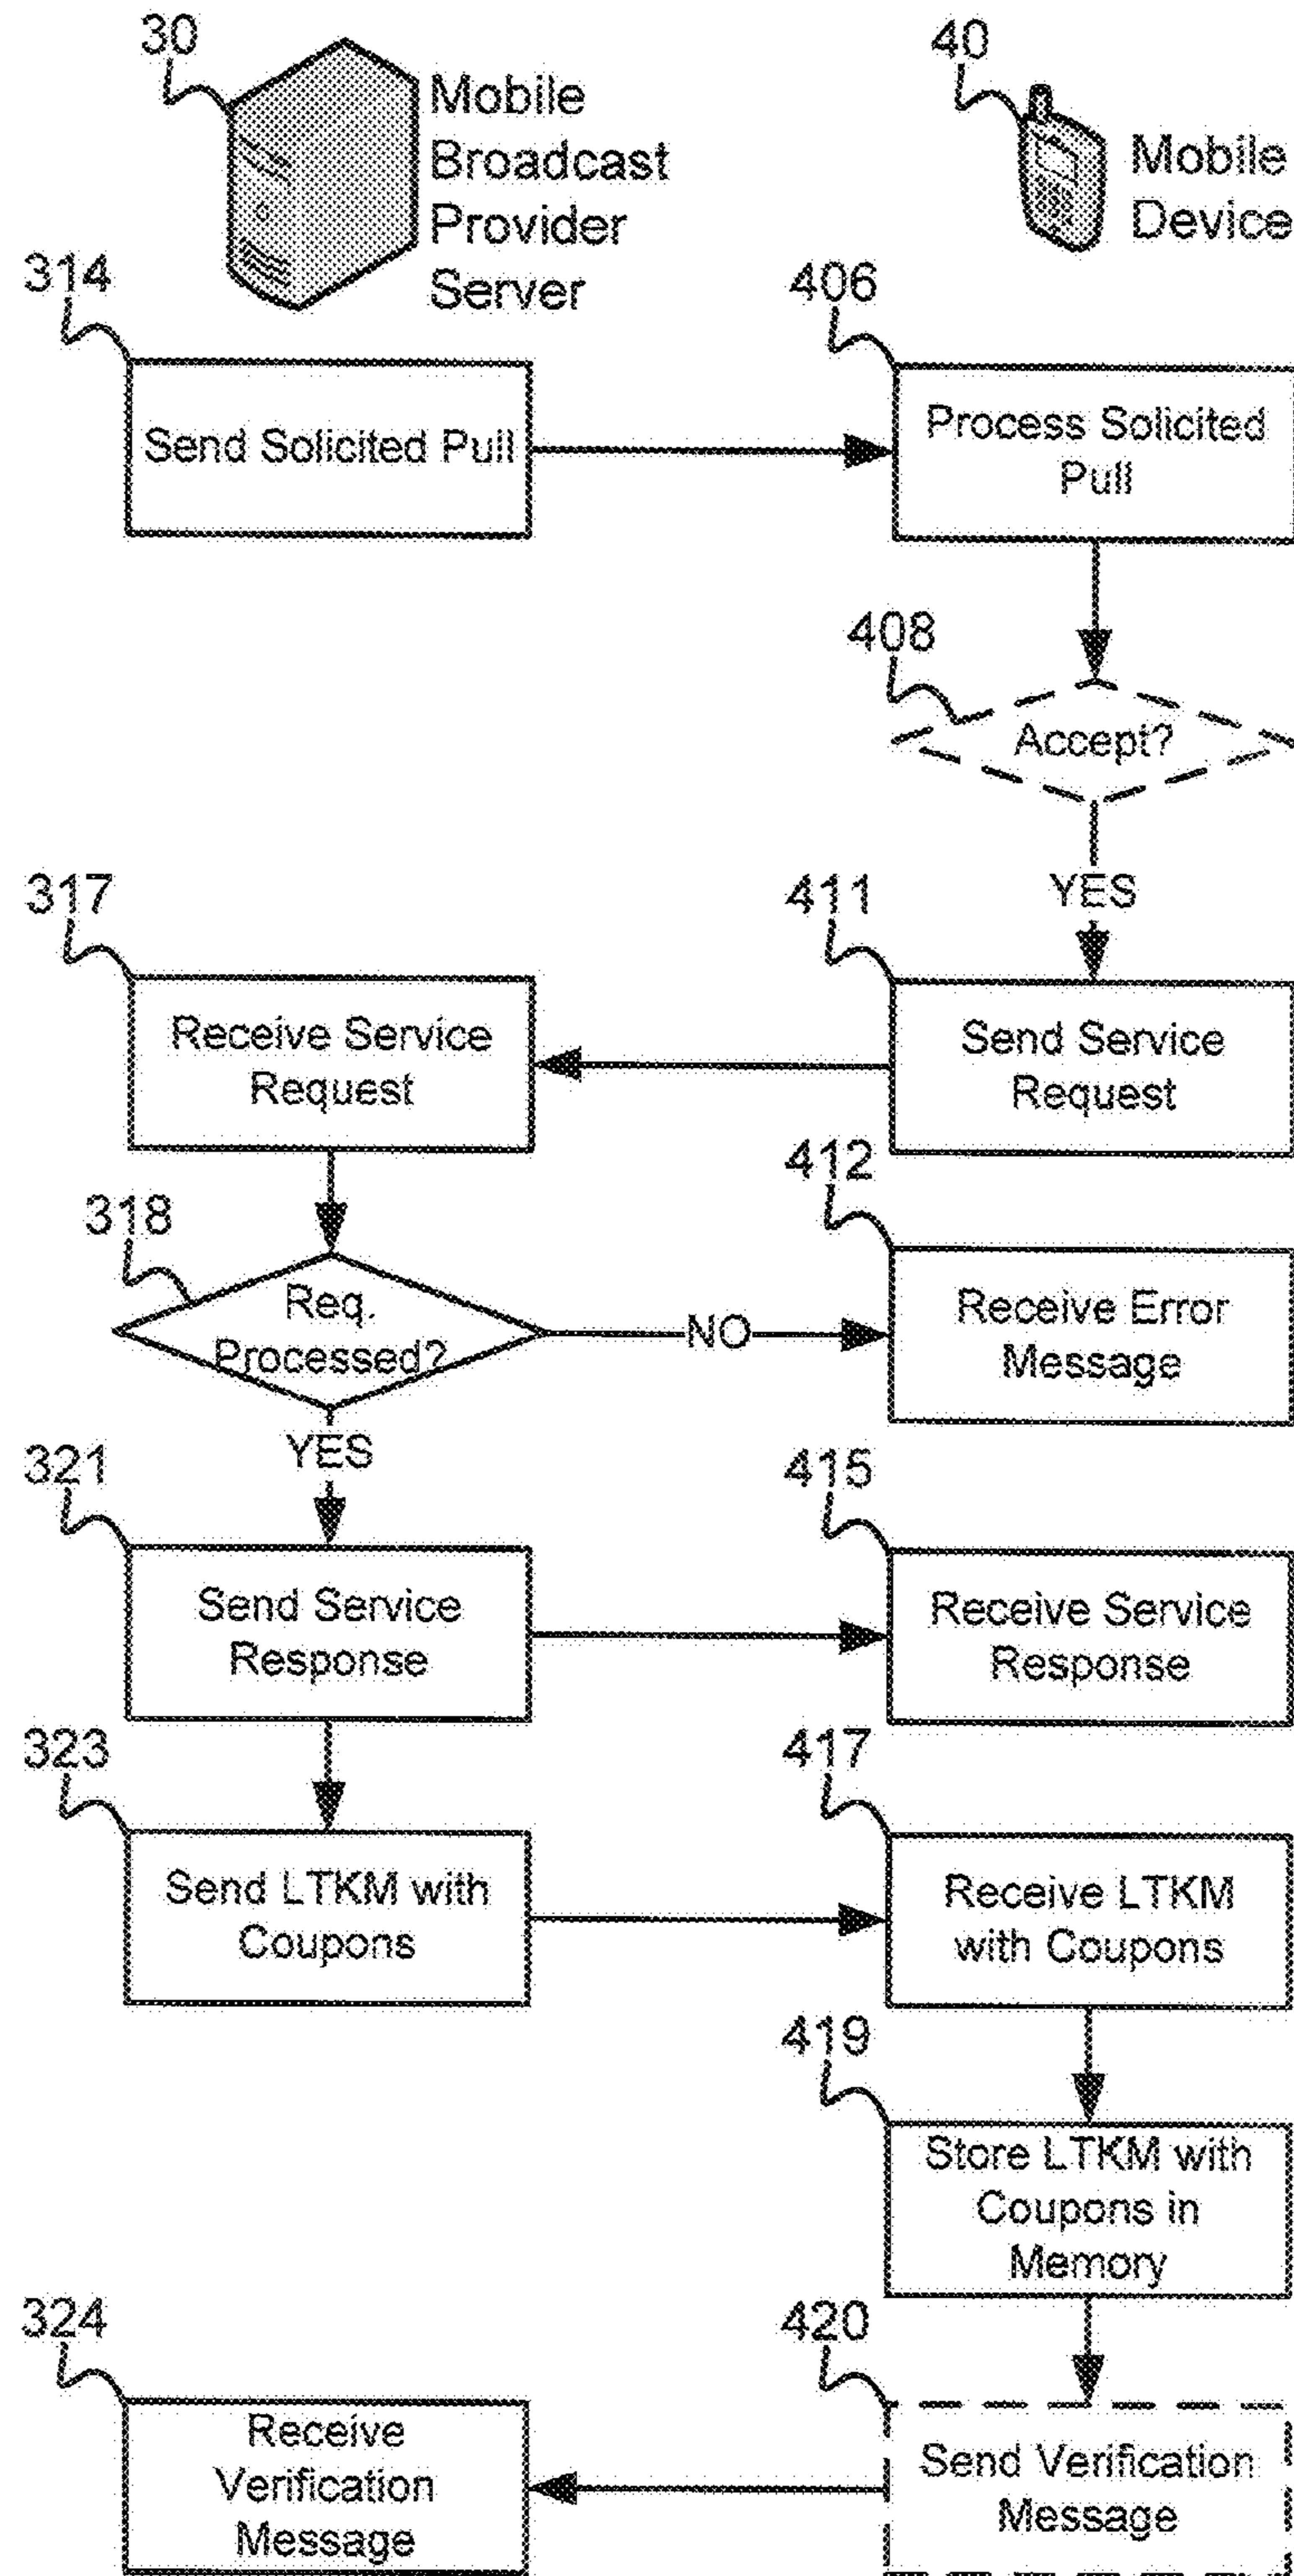 30
Mobile
Broadcast
Provider
Server
40
Mobile
Device
314
Send Solicited Pull
406
Process Solicited
Pull
408
Accept?
YES
317
Receive Service
Request
411
Send Service
Request
318
Req.
Processed?
NO
412
Receive Error
Message
YES
321
Send Service
Response
415
Receive Service
Response
323
Send LTKM with
Coupons
417
Receive LTKM
with Coupons
419
Store LTKM with
Coupons in
Memory
324
Receive
Verification
Message
420
Send Verification
Message